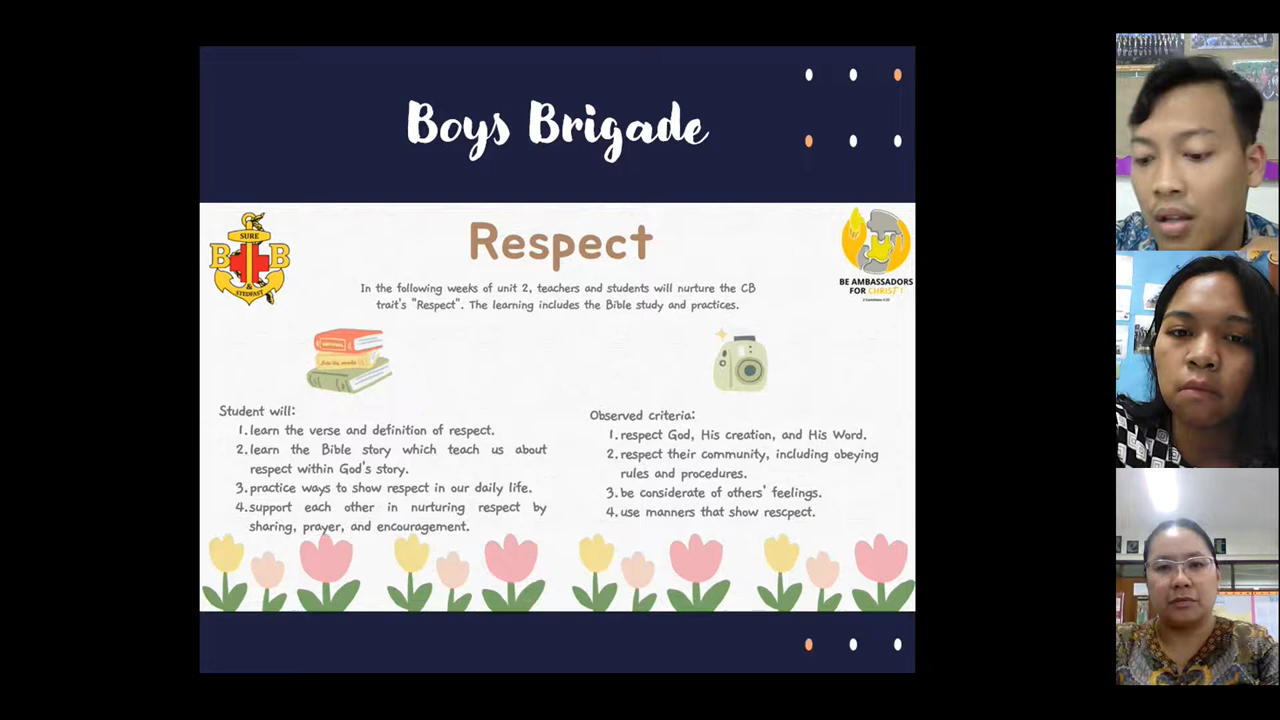 Boys Brigade
SURE
B B
&
STEDFAST
Respect
BE AMBASSADORS
FOR CHRIST !
In the following weeks of unit 2, teachers and students will nurture the CB
trait's "Respect". The learning includes the Bible study and practices.
Student will:
1. learn the verse and definition of respect.
2. learn the Bible story which teach us about
respect within God's story.
3. practice ways to show respect in our daily life.
4. support each other in nurturing respect by
sharing, prayer, and encouragement.
Observed criteria:
1. respect God, His creation, and His Word.
2. respect their community, including obeying
rules and procedures.
3. be considerate of others' feelings.
4. use manners that show rescpect.